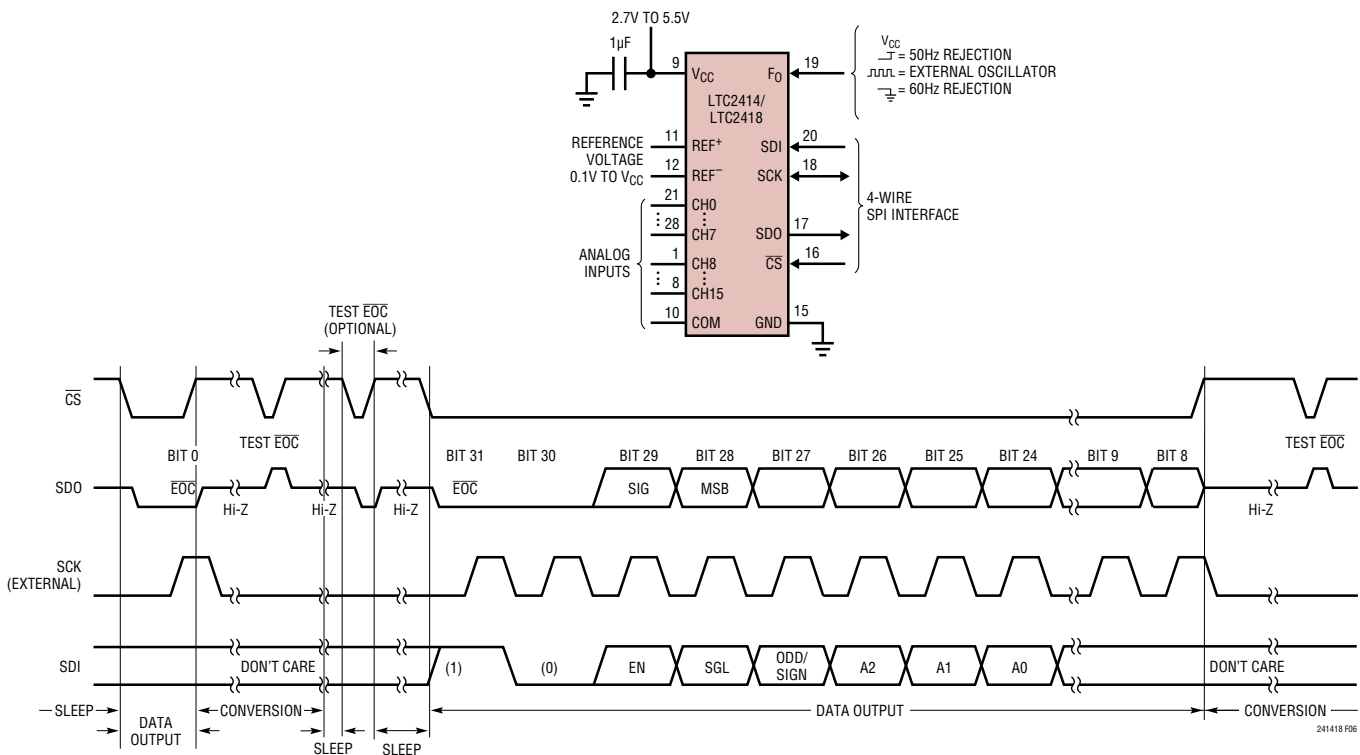 2.7V TO 5.5V
1µF
9
VCC
FO
19
VCC
= 50Hz REJECTION
= EXTERNAL OSCILLATOR
= 60Hz REJECTION
LTC2414/
LTC2418
REFERENCE
VOLTAGE
0.1V TO VCC
11
REF+
12
REF–
SDI
20
SCK
18
SDO
17
CS
16
4-WIRE
SPI INTERFACE
ANALOG
INPUTS
21
CH0
28
CH7
1
CH8
8
CH15
10
COM
GND
15
TEST EOC
(OPTIONAL)
CS
BIT 0
TEST EOC
BIT 31
BIT 30
BIT 29
BIT 28
BIT 27
BIT 26
BIT 25
BIT 24
BIT 9
BIT 8
TEST EOC
SDO
EOC
Hi-Z
Hi-Z
Hi-Z
EOC
SIG
MSB
Hi-Z
SCK
(EXTERNAL)
SDI
DON'T CARE
(1)
(0)
EN
SGL
ODD/
SIGN
A2
A1
A0
DON'T CARE
SLEEP
DATA
OUTPUT
CONVERSION
SLEEP
SLEEP
DATA OUTPUT
CONVERSION
241418 F06